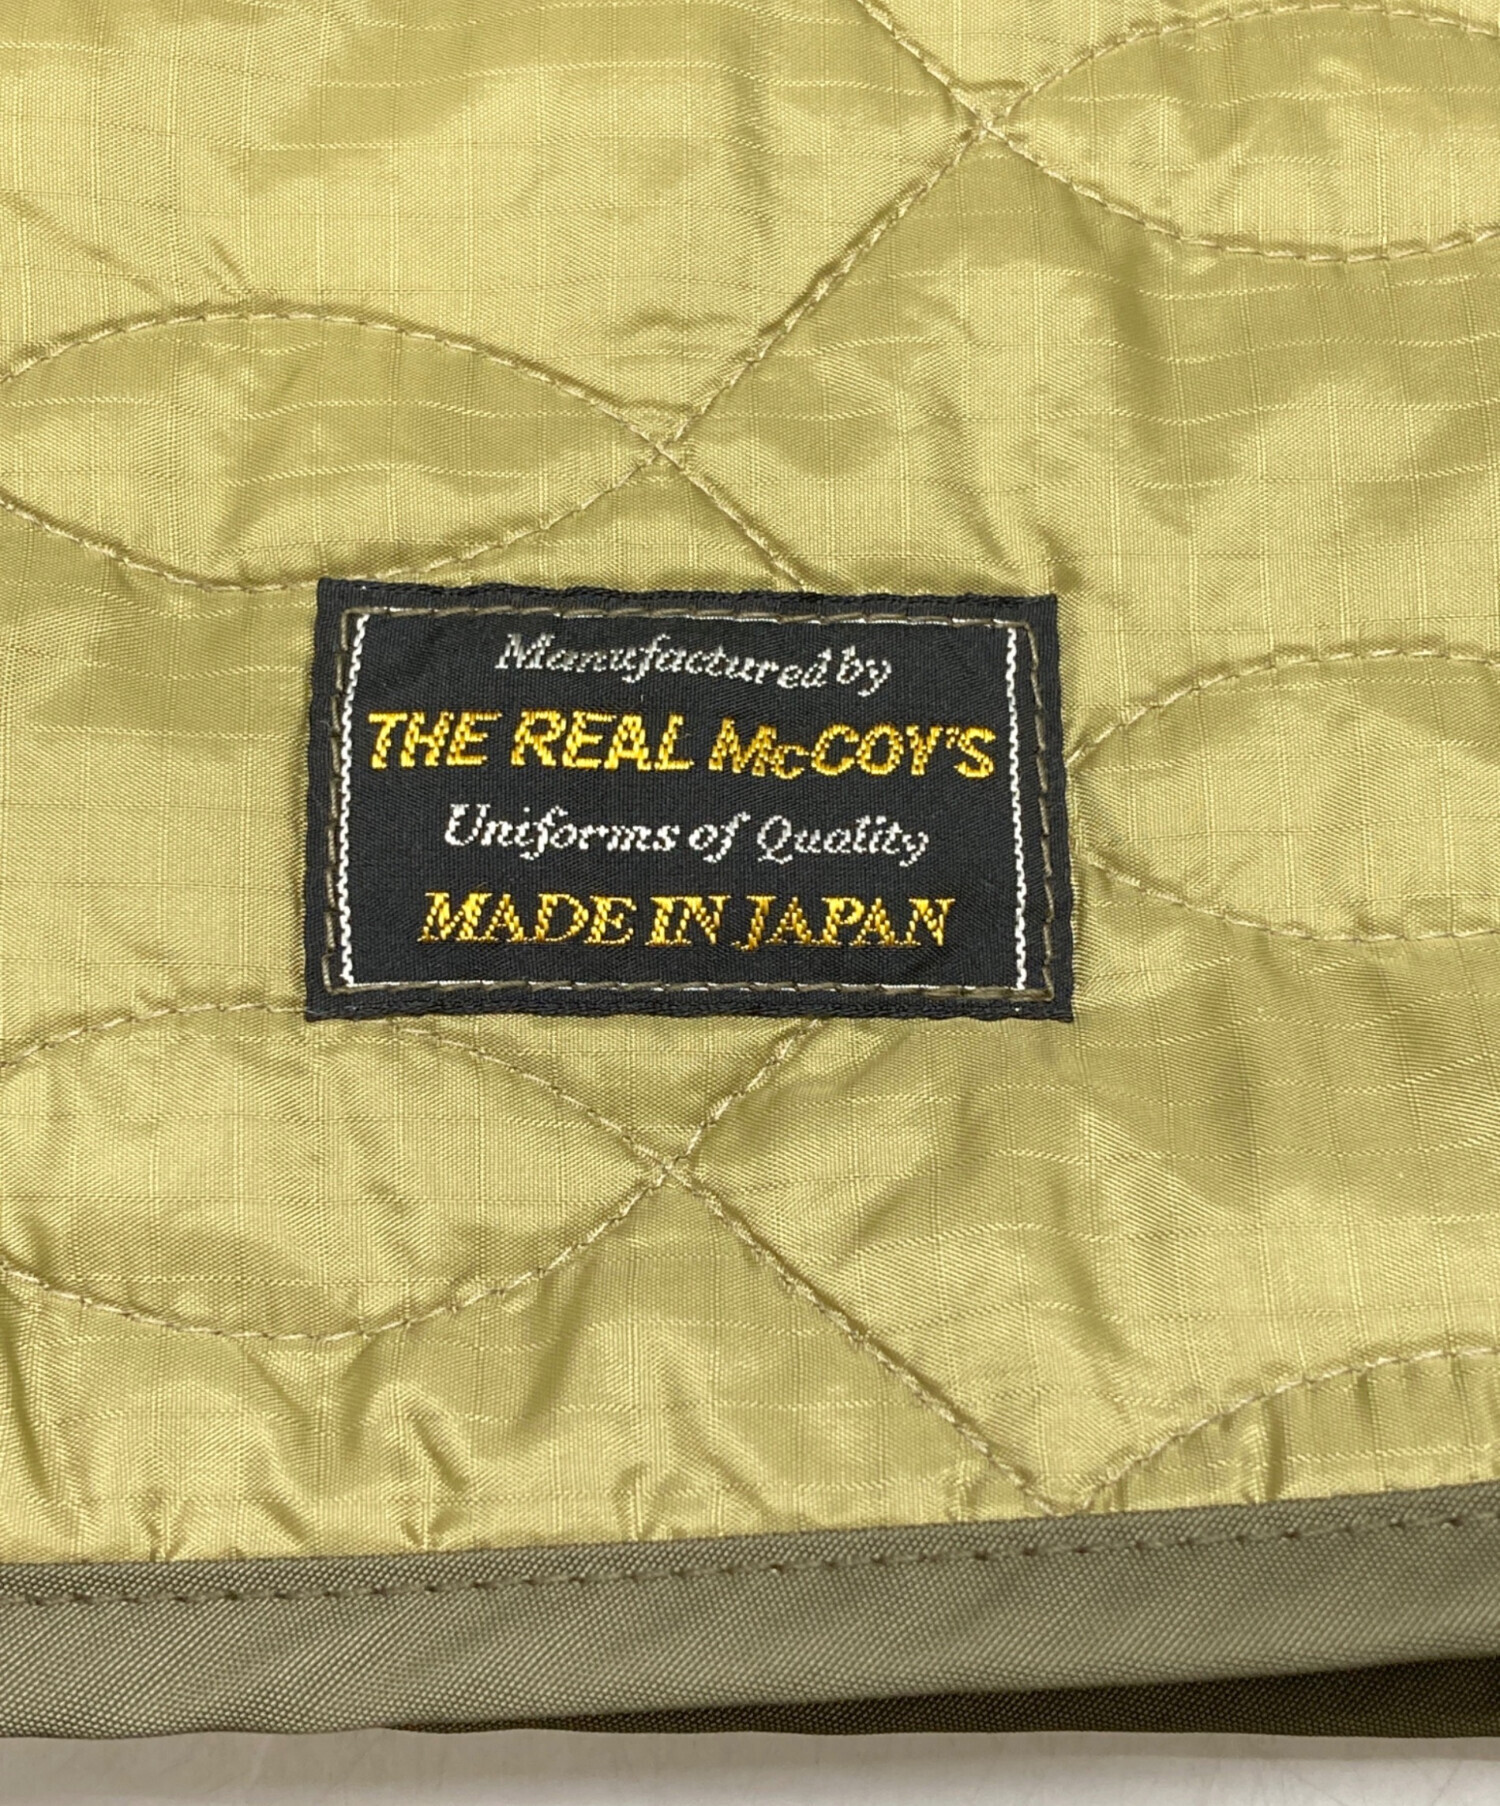 Manufactured by
THE REAL McCOY'S
Uniforms of Quality
MADE IN JAPAN